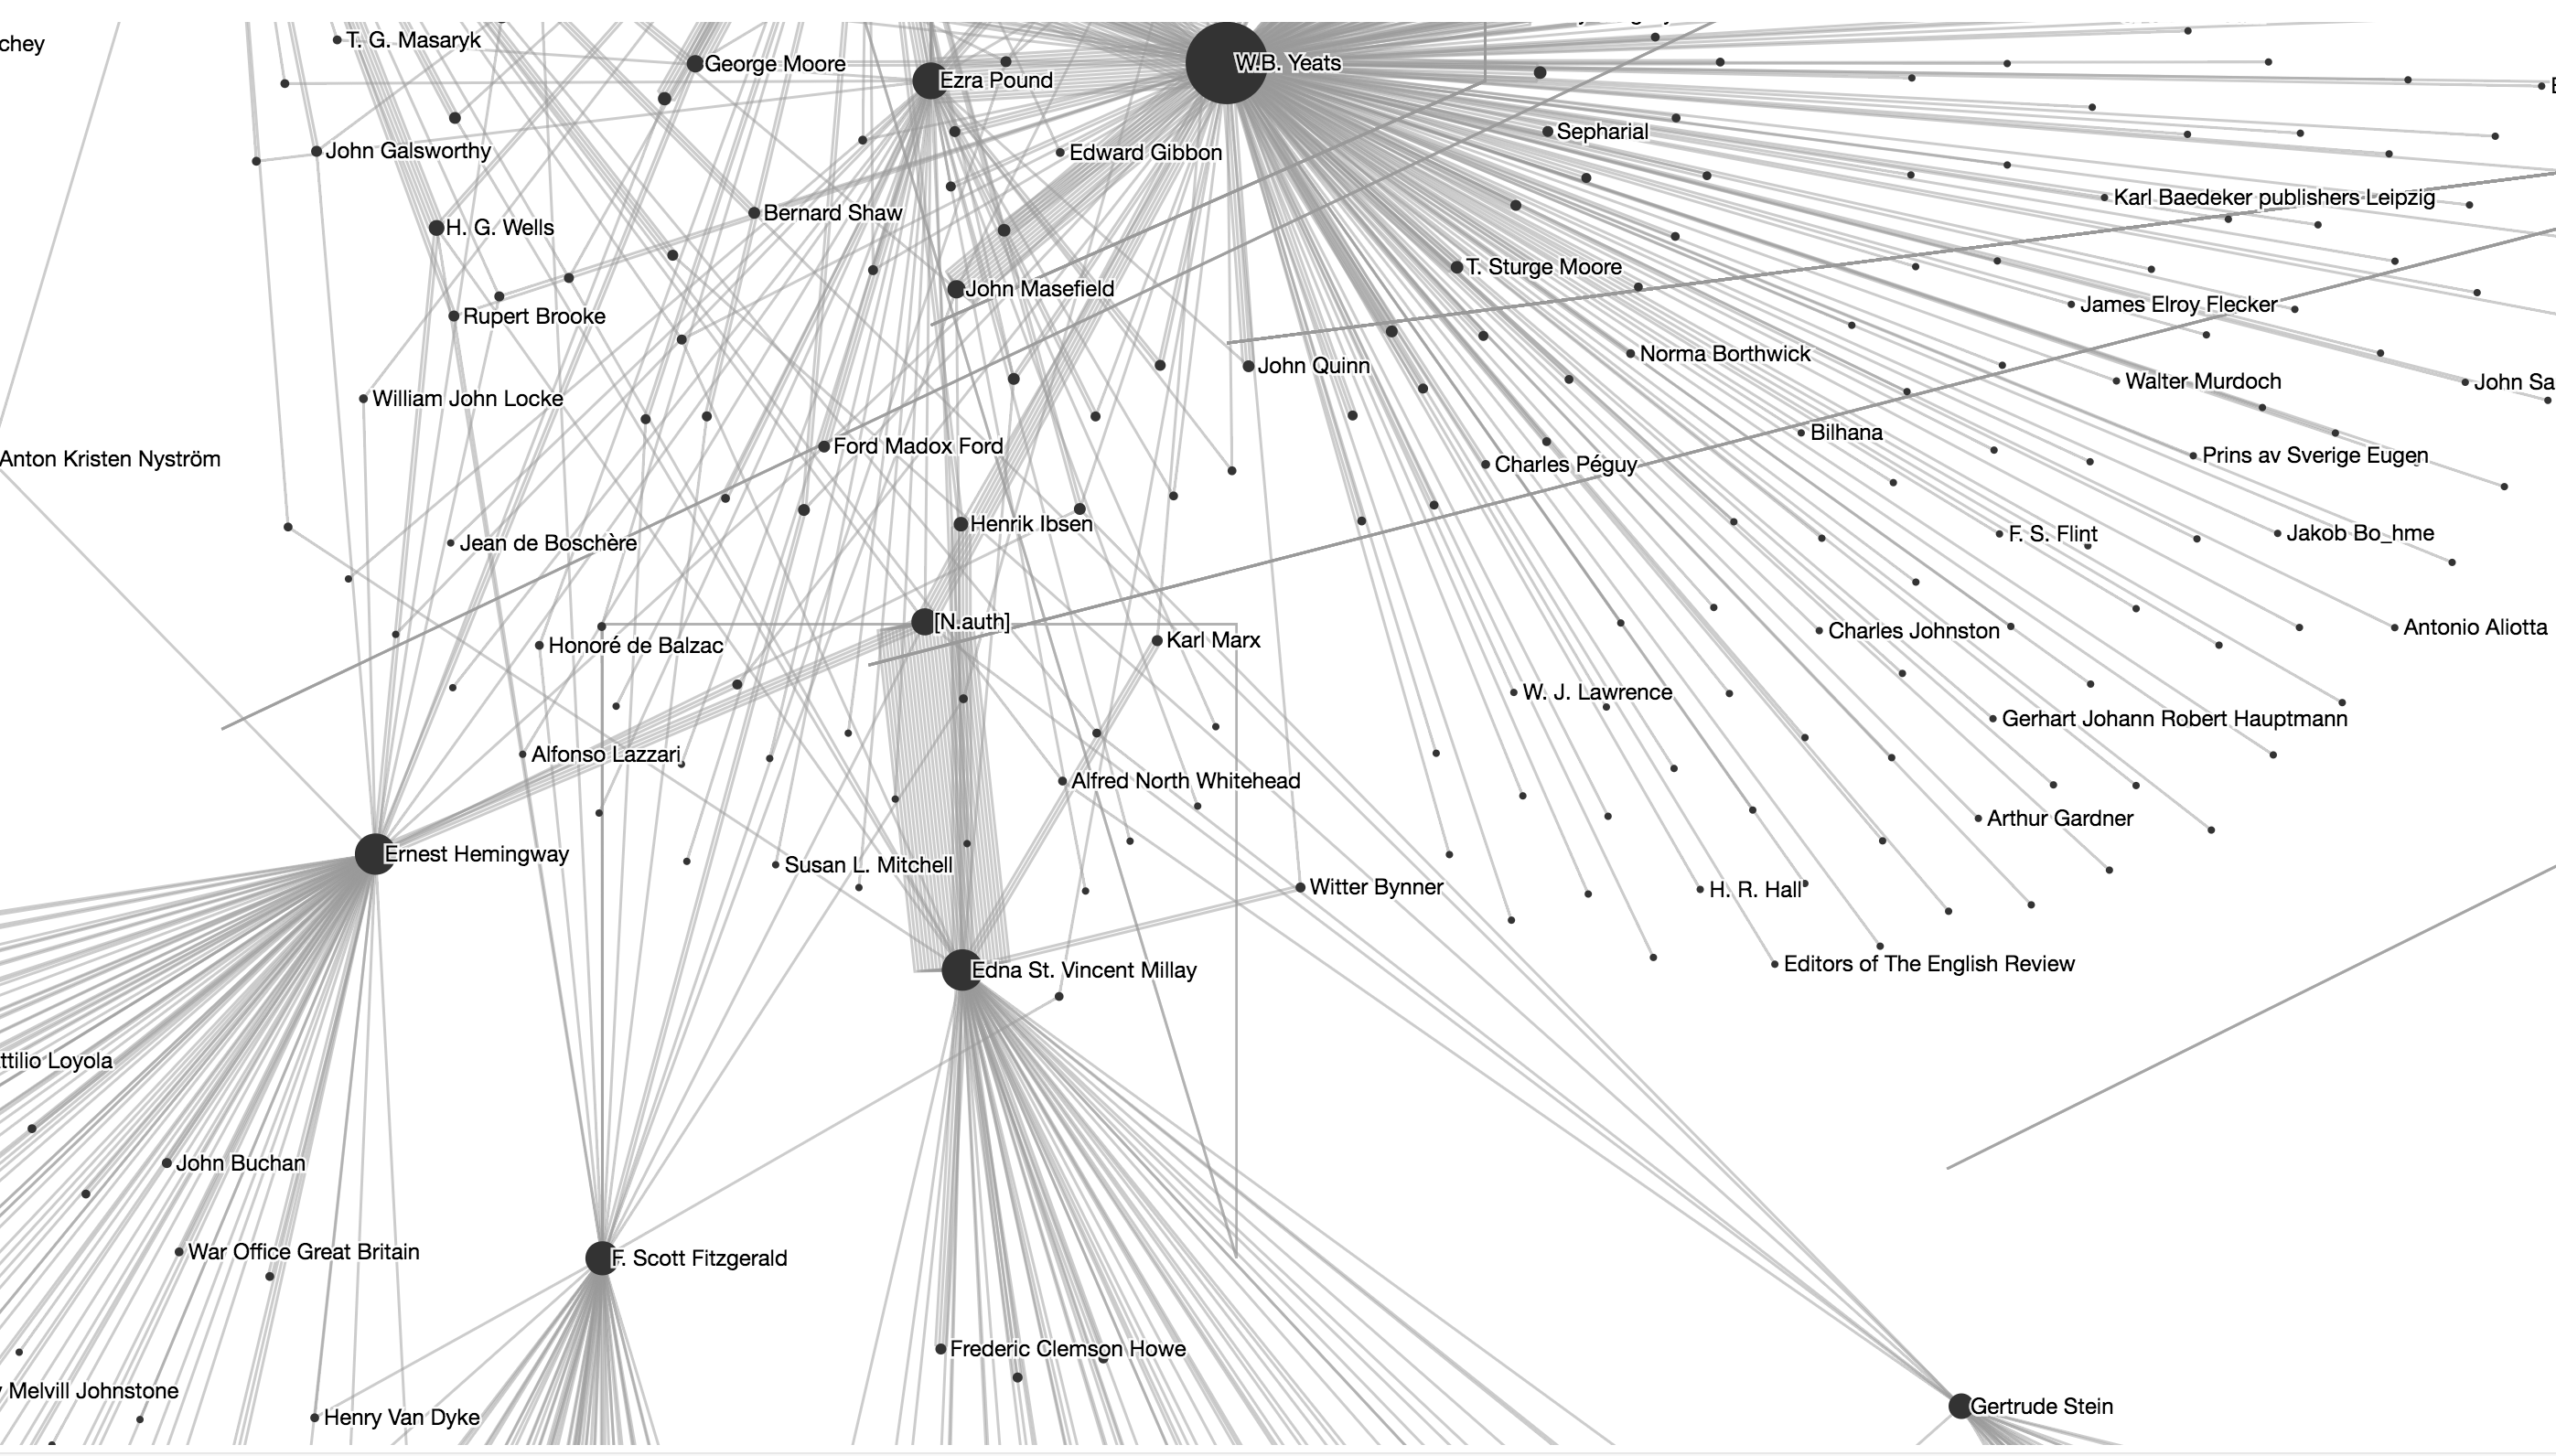 chey
T. G. Masaryk
George Moore
W.B. Yeats
Ezra Pound
Sepharial
John Galsworthy
Edward Gibbon
Karl Baedeker publishers Leipzig
Bernard Shaw
H. G. Wells
T. Sturge Moore
John Masefield
James Elroy Flecker
Rupert Brooke
Norma Borthwick
John Quinn
Walter Murdoch
John Sa
William John Locke
Bilhana
Ford Madox Ford
Prins av Sverige Eugen
Anton Kristen Nyström
Charles Péguy
Henrik Ibsen
F. S. Flint
Jakob Bo_hme
Jean de Boschère
[N.auth]
Antonio Aliotta
Charles Johnston
Karl Marx
Honoré de Balzac
W. J. Lawrence
Gerhart Johann Robert Hauptmann
Alfonso Lazzari
Alfred North Whitehead
Arthur Gardner
Ernest Hemingway
Susan L. Mitchell
Witter Bynner
H. R. Hall
Editors of The English Review
Edna St. Vincent Millay
ttilio Loyola
John Buchan
War Office Great Britain
F. Scott Fitzgerald
Frederic Clemson Howe
Melvill Johnstone
Gertrude Stein
Henry Van Dyke